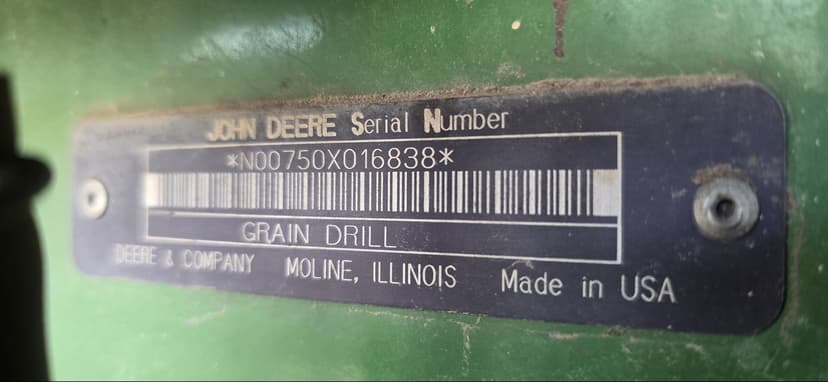 JOHN DEERE Serial Number
*N00750X016838*
GRAIN DRILL
DEERE & COMPANY MOLINE, ILLINOIS Made in USA